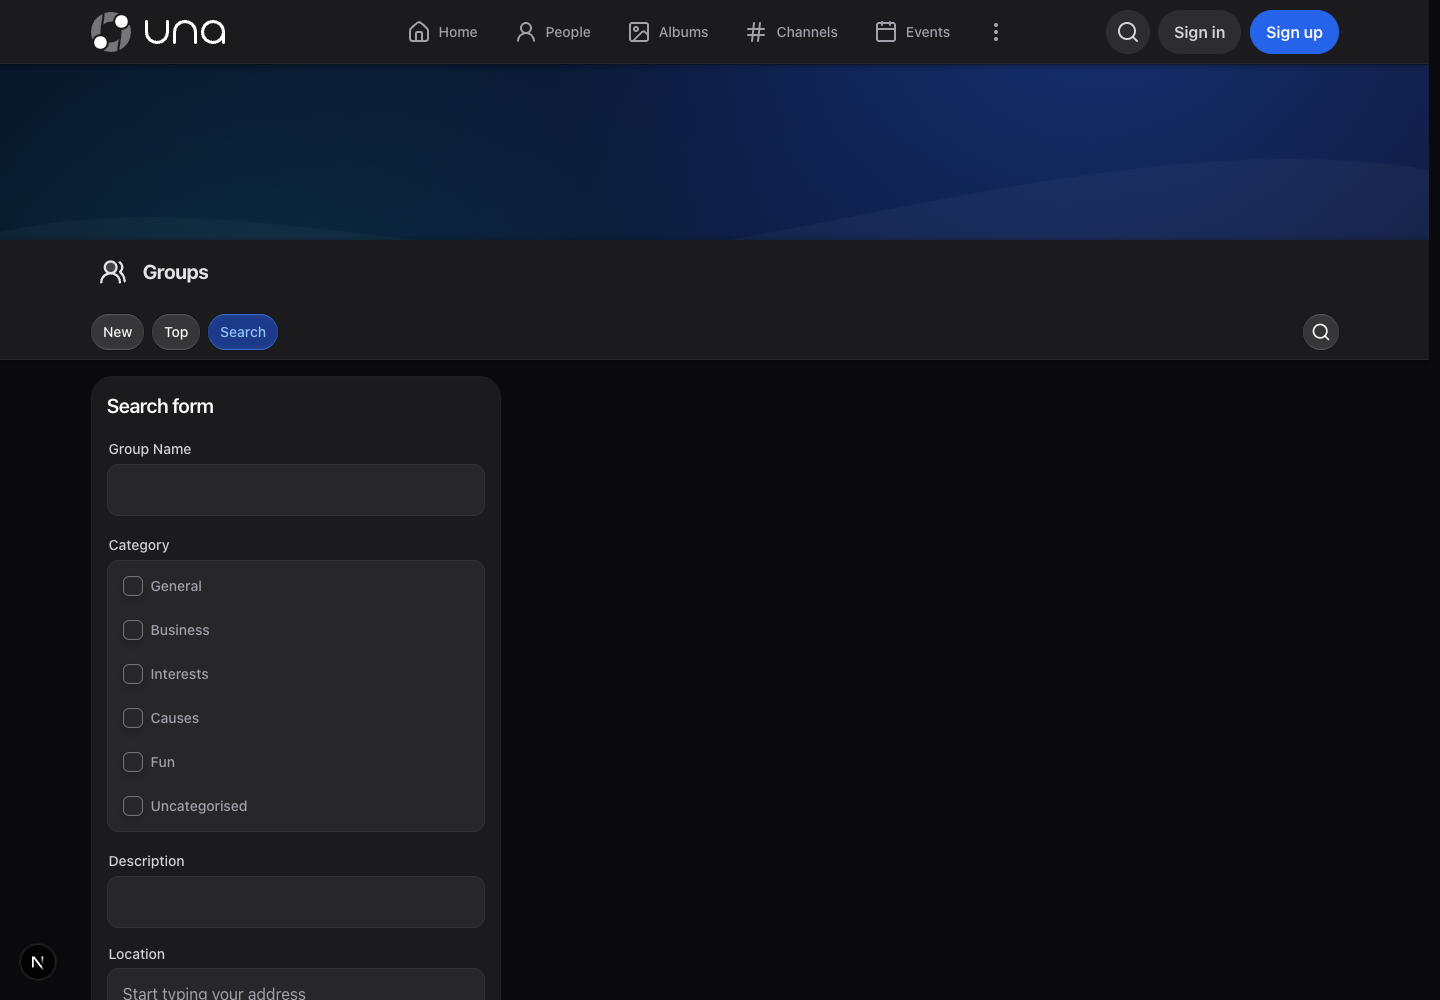 una
Home
People
Albums
Channels
Events
Sign in
Sign up
Groups
New
Top
Search
Search form
Group Name
Category
General
Business
Interests
Causes
Fun
Uncategorised
Description
Location
Start typing your address
N